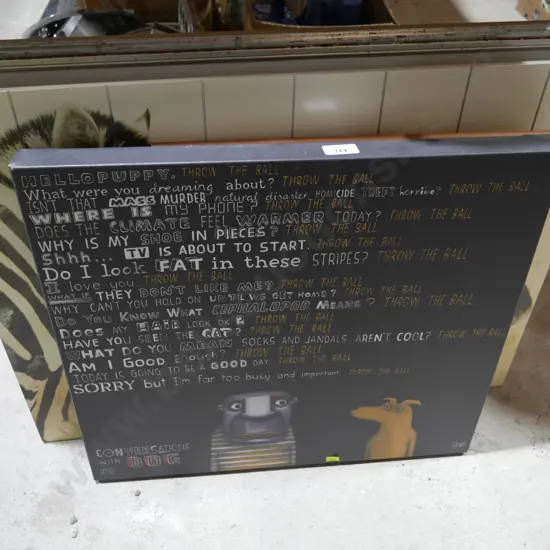 HELLO PUPPY. THROW THE BALL
What were you dreaming about? THROW THE BALL
ISN'T THAT MASS MURDER natural disaster HOMICIDE THEFT horrible? THROW THE BALL
WHERE IS MY PHONE? THROW THE BALL
DOES THE CLIMATE FEEL WARMER TODAY? THROW THE BALL
WHY IS MY SHOE IN PIECES? THROW THE BALL
Shhh... TV IS ABOUT TO START. THROW THE BALL
Do I look FAT in these STRIPES? THROW THE BALL
I love you THROW THE BALL
WHAT IF THEY DON'T LIKE ME? THROW THE BALL
WHY CAN'T YOU HOLD ON UNTIL WE GET HOME? THROW THE BALL
Do You Know What CEPHALOPOD MEANS? THROW THE BALL
Does MY HAIR LOOK OK THROW THE BALL
HAVE YOU SEEN THE CAT? THROW THE BALL
WHAT DO YOU MEAN SOCKS AND JANDALS AREN'T COOL? THROW THE BALL
AM I GOOD ENOUGH? THROW THE BALL
TODAY IS GOING TO BE A GOOD DAY THROW THE BALL
SORRY but I'm far too busy and important THROW THE BALL
CONVERSATIONS
with DOG